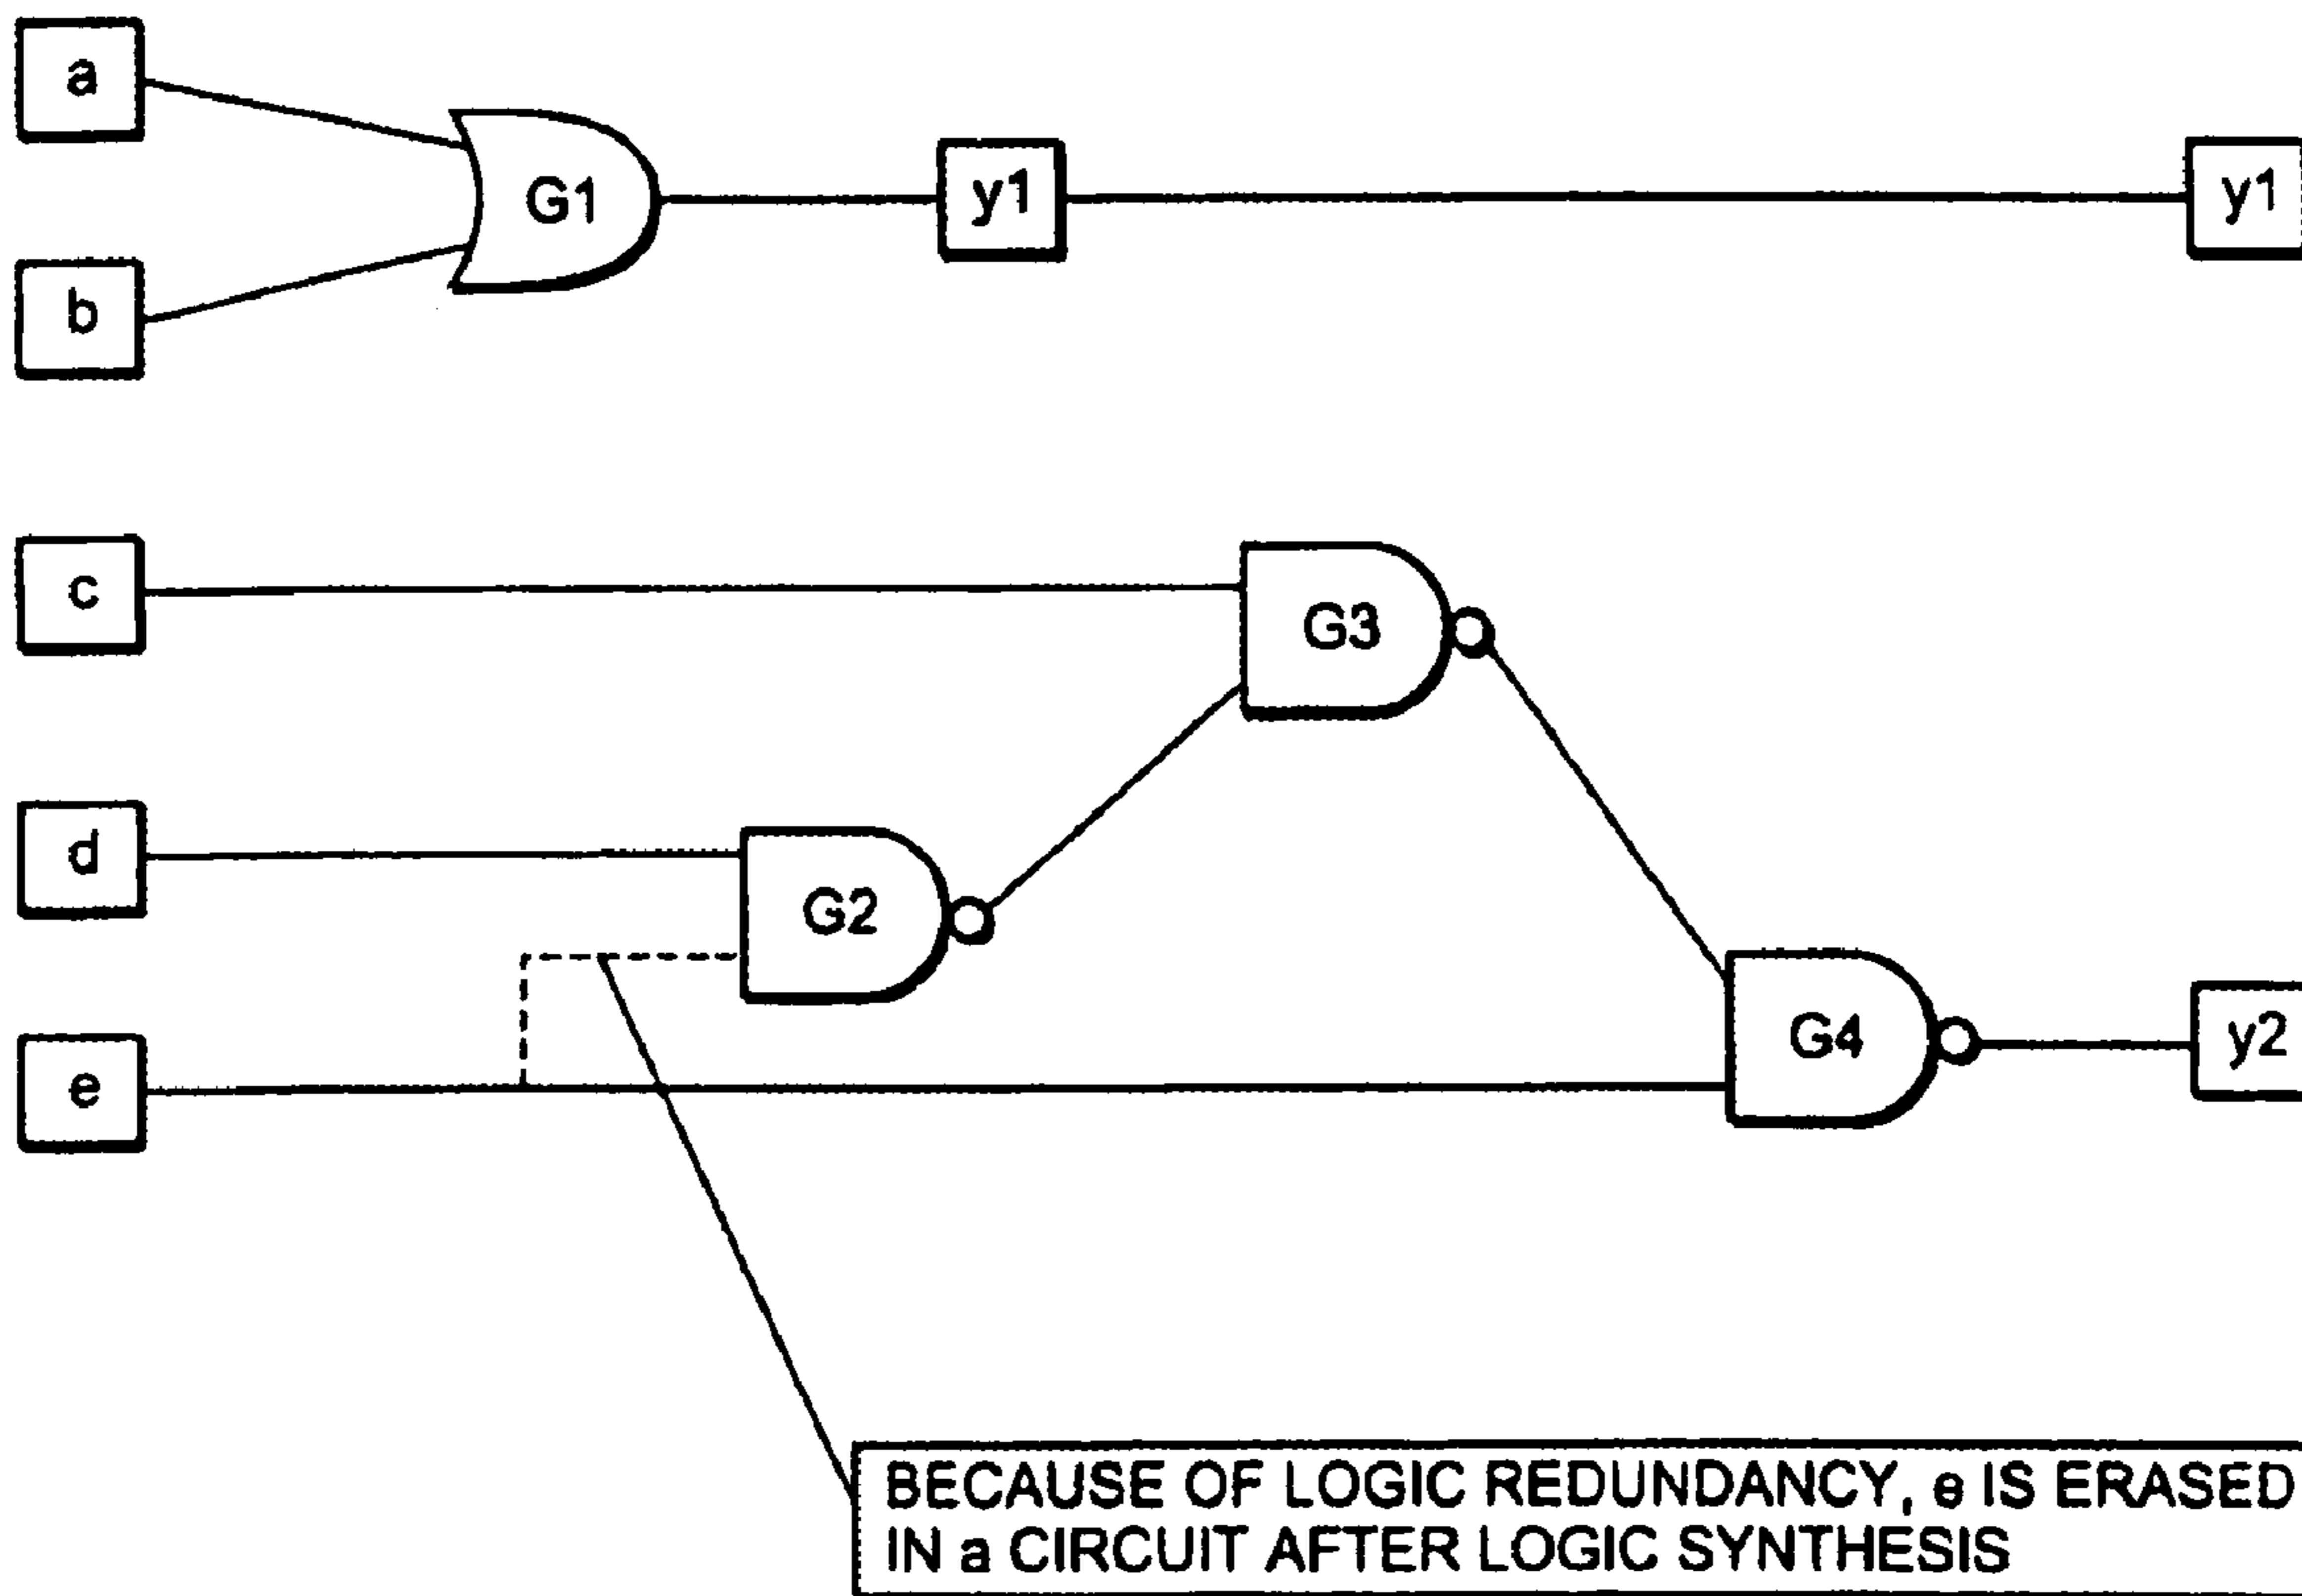 a
G1
y1
y1
b
c
G3
d
G2
G4
y2
e
BECAUSE OF LOGIC REDUNDANCY, e IS ERASED
IN a CIRCUIT AFTER LOGIC SYNTHESIS